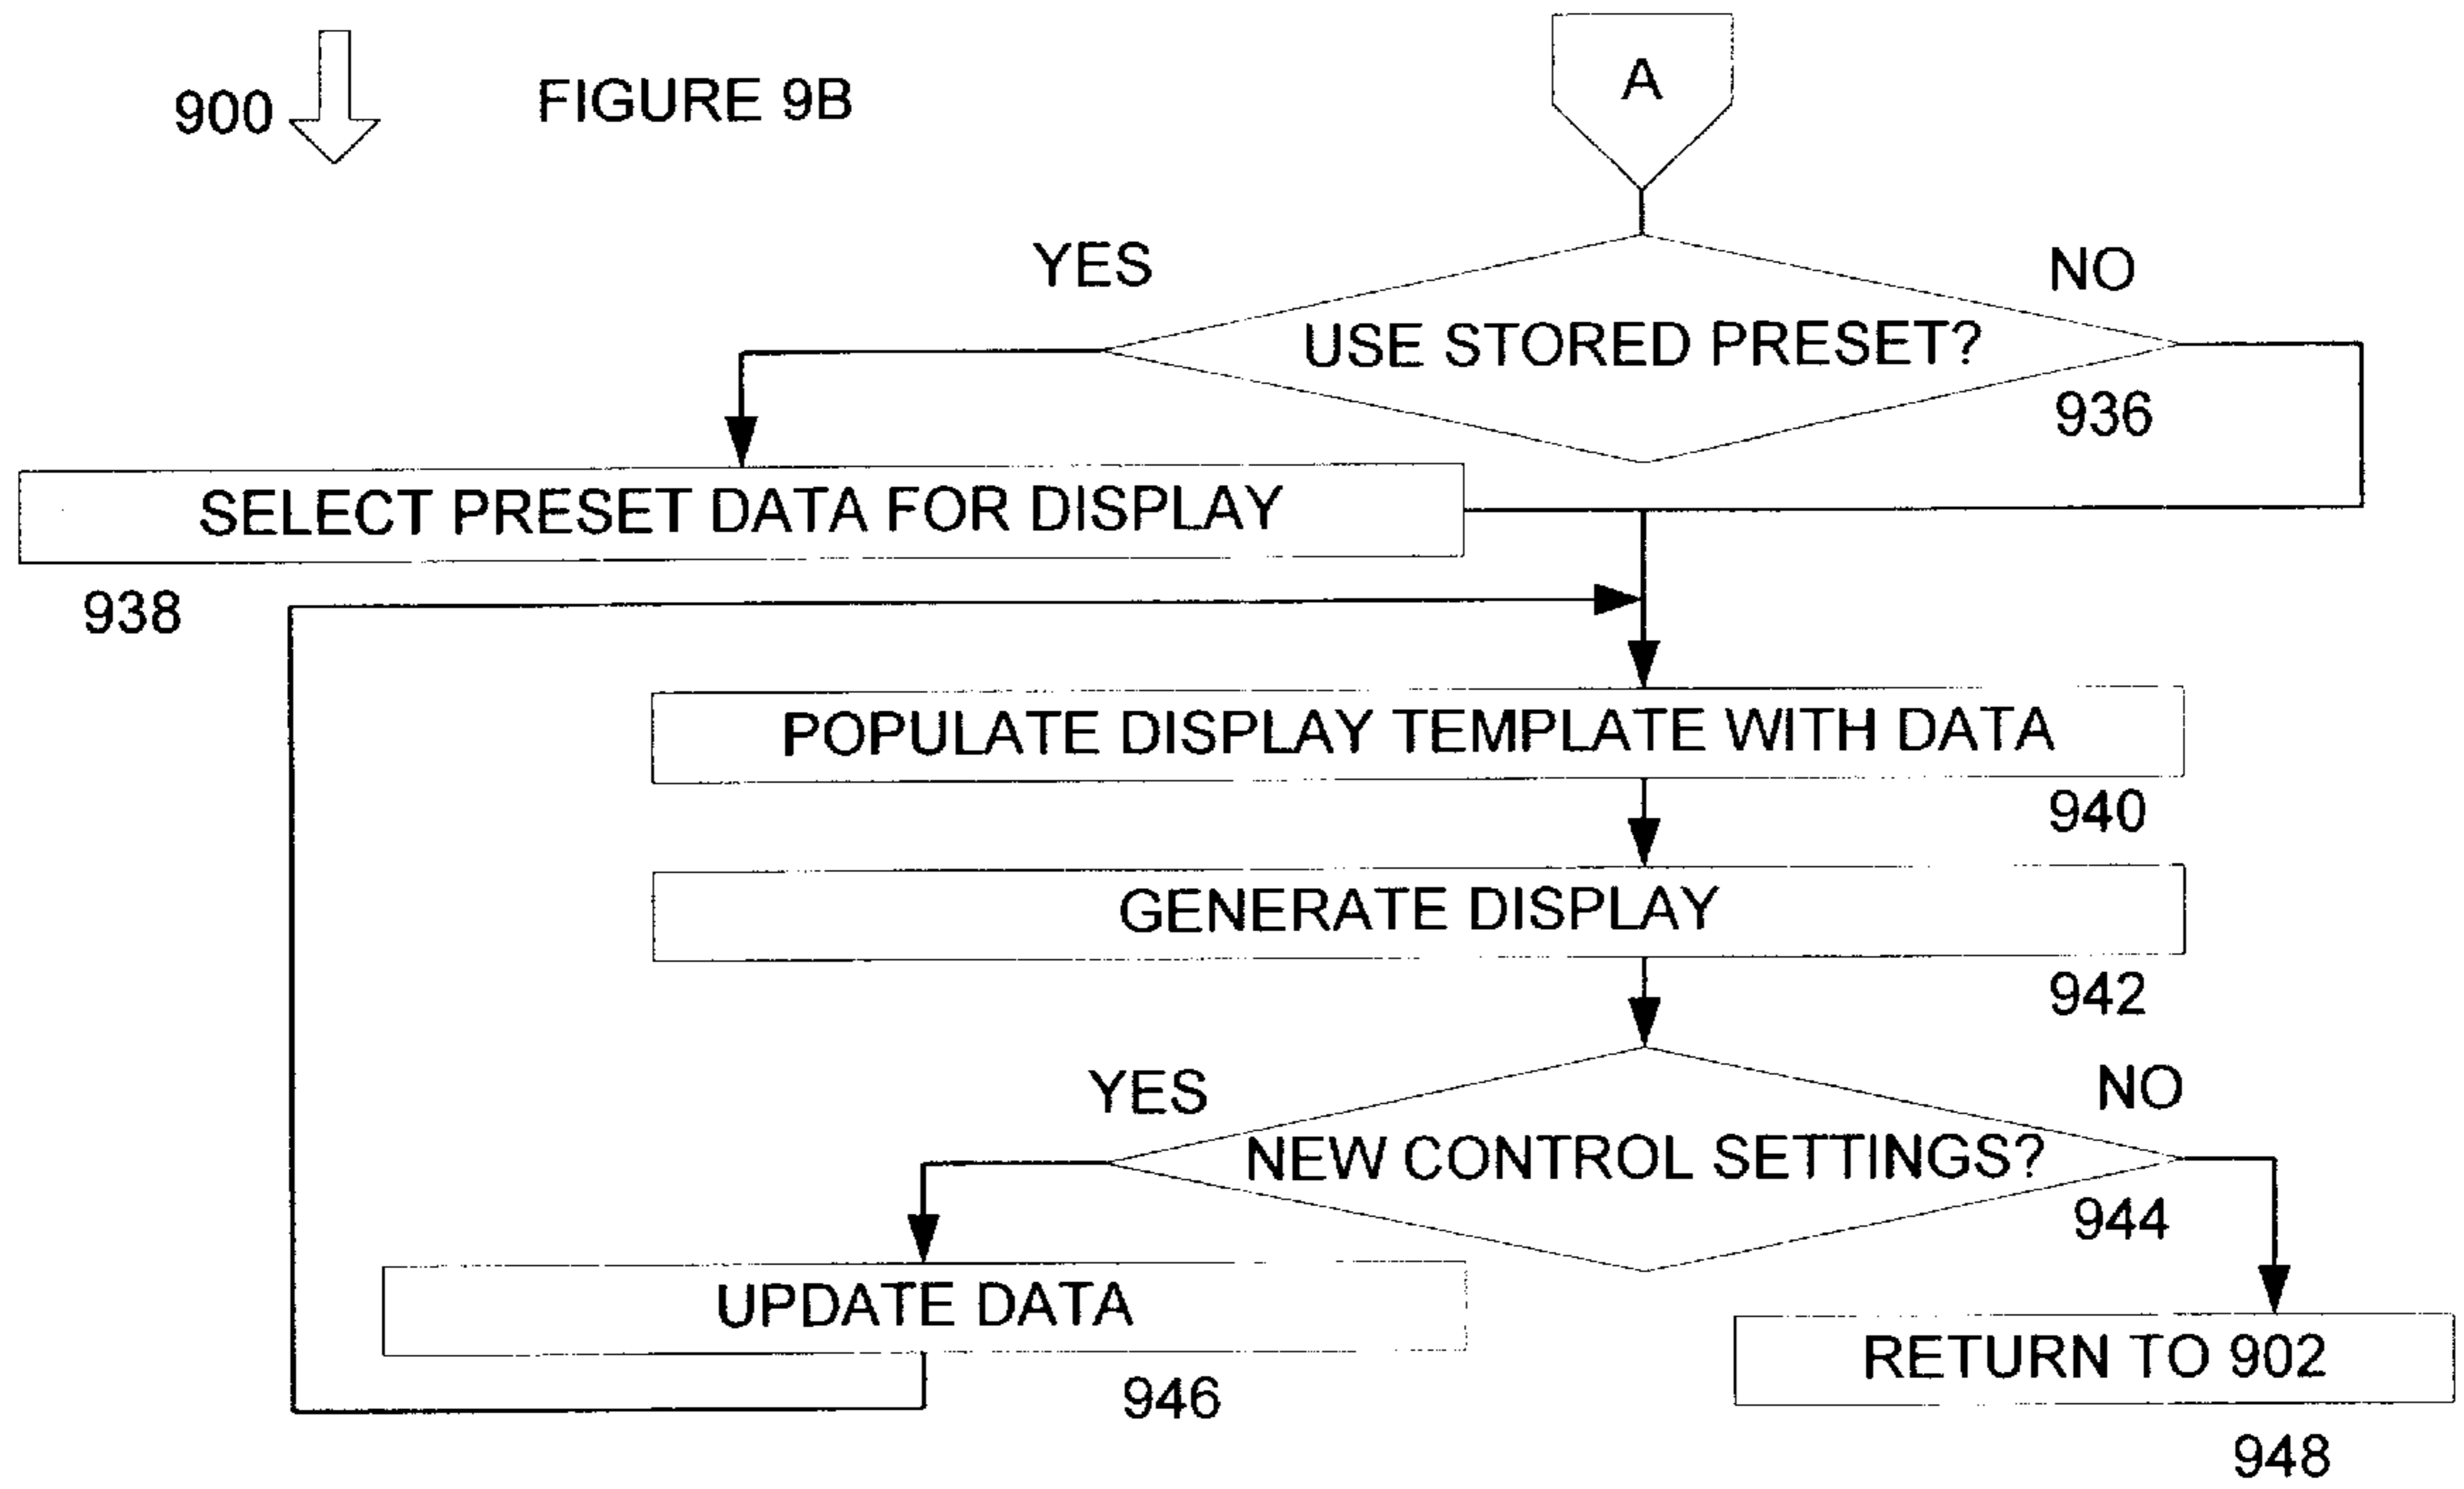 900
FIGURE 9B
A
YES
NO
USE STORED PRESET?
936
SELECT PRESET DATA FOR DISPLAY
938
POPULATE DISPLAY TEMPLATE WITH DATA
940
GENERATE DISPLAY
942
YES
NO
NEW CONTROL SETTINGS?
944
UPDATE DATA
946
RETURN TO 902
948